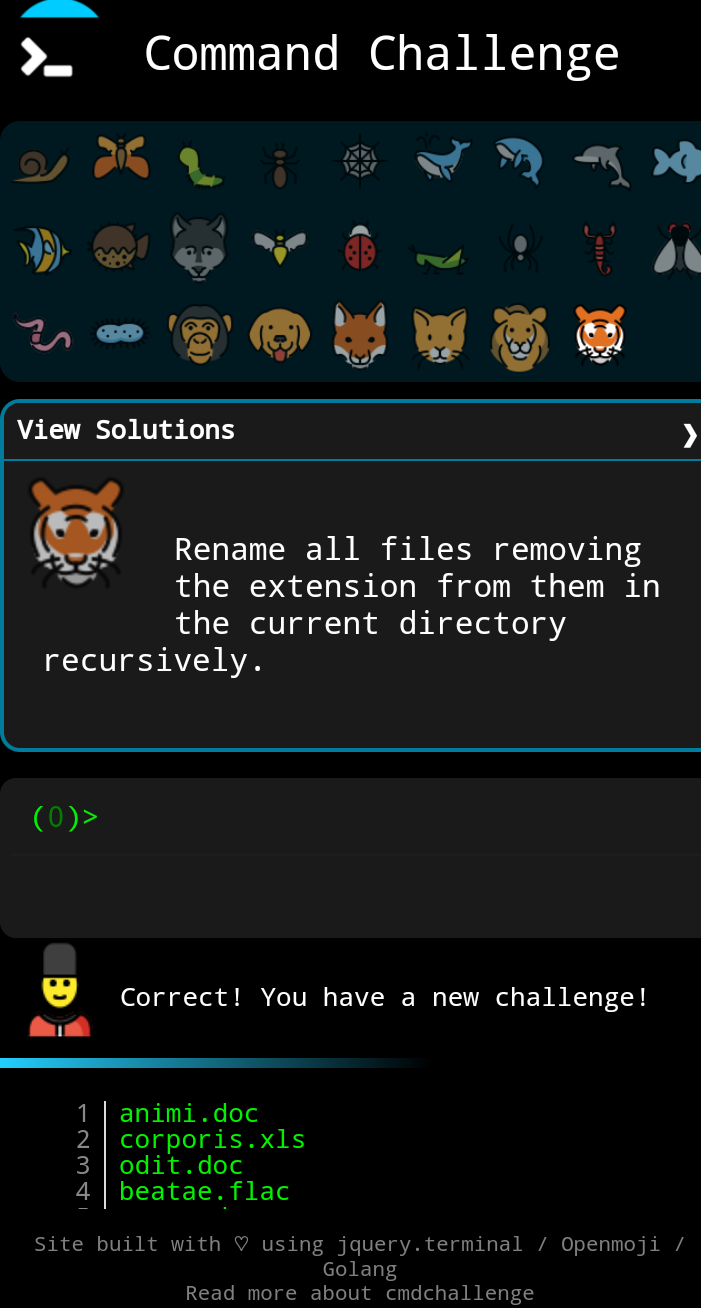 Command Challenge
View Solutions
Rename all files removing
the extension from them in
the current directory
recursively.
(0)>
Correct! You have a new challenge!
1 animi.doc
2 corporis.xls
3 odit.doc
4 beatae.flac
Site built with ♡ using jquery.terminal / Openmoji /
Golang
Read more about cmdchallenge